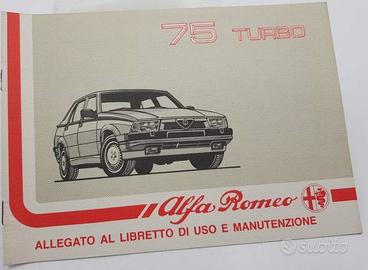 75 TURBO
Alfa Romeo
ALLEGATO AL LIBRETTO DI USO E MANUTENZIONE
subito